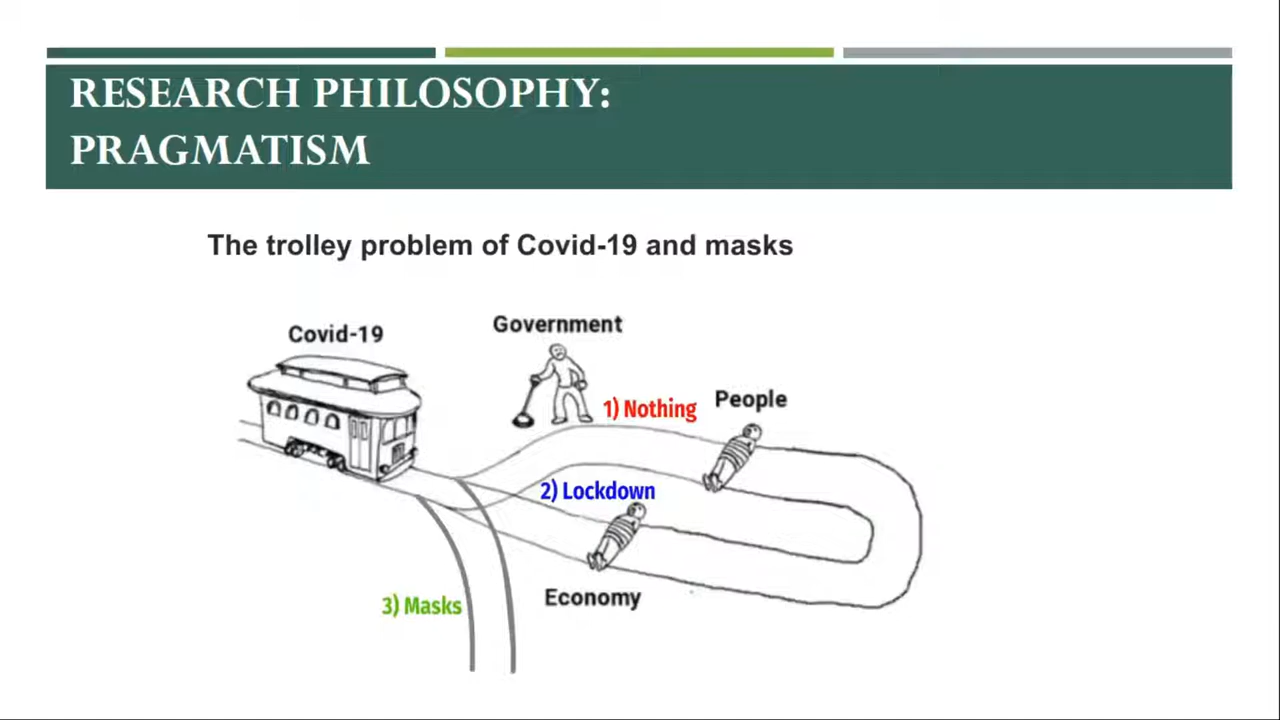 RESEARCH PHILOSOPHY:
PRAGMATISM
The trolley problem of Covid-19 and masks
Covid-19
Government
1) Nothing
People
2) Lockdown
Economy
3) Masks